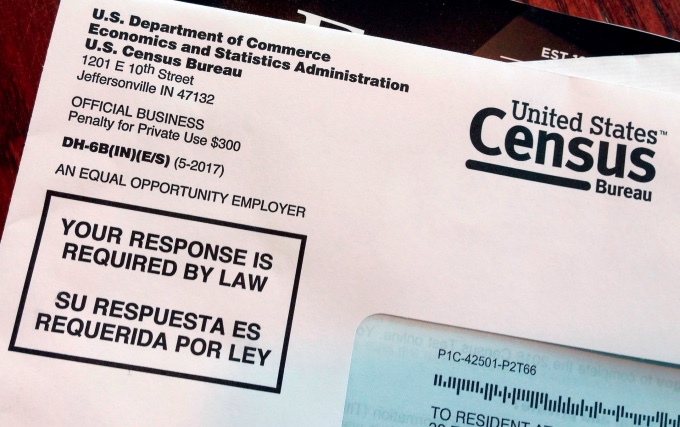 EST
U.S. Department of Commerce
Economics and Statistics Administration
U.S. Census Bureau
1201 E 10th Street
Jeffersonville IN 47132
OFFICIAL BUSINESS
Penalty for Private Use $300
DH-6B(IN)(E/S) (5-2017)
AN EQUAL OPPORTUNITY EMPLOYER
YOUR RESPONSE IS
REQUIRED BY LAW
SU RESPUESTA ES
REQUERIDA POR LEY
United States™
Census
Bureau
P1C-42501-P2T66
TO RESIDENT